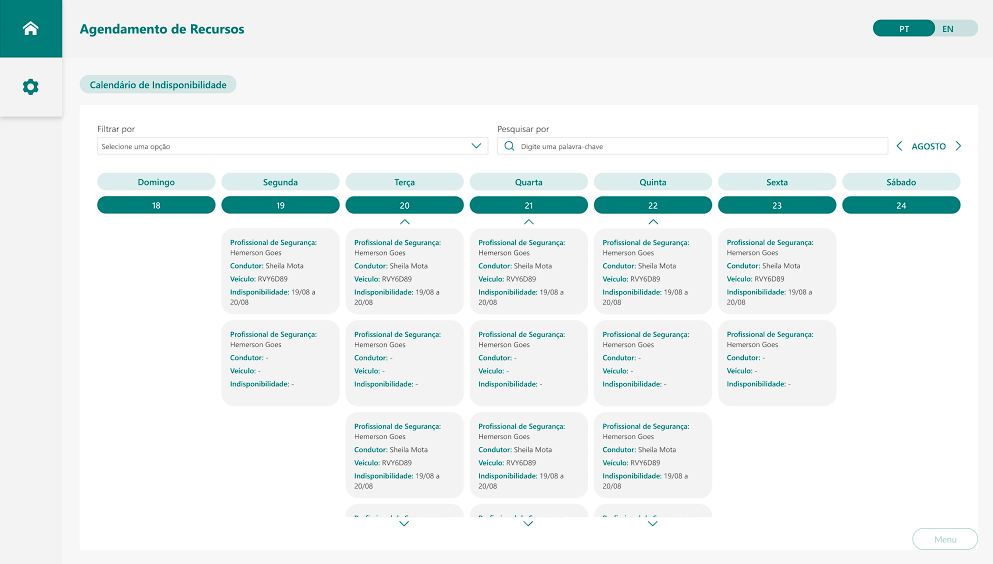 Agendamento de Recursos
PT EN
Calendário de Indisponibilidade
Filtrar por
Pesquisar por
Selecione uma opção
Digite uma palavra-chave
AGOSTO
Domingo Segunda Terça Quarta Quinta Sexta Sábado
18 19 20 21 22 23 24
Profissional de Segurança:
Hemerson Goes
Condutor: Sheila Mota
Veículo: RVY6D89
Indisponibilidade: 19/08 a
20/08
Profissional de Segurança:
Hemerson Goes
Condutor: Sheila Mota
Veículo: RVY6D89
Indisponibilidade: 19/08 a
20/08
Profissional de Segurança:
Hemerson Goes
Condutor: Sheila Mota
Veículo: RVY6D89
Indisponibilidade: 19/08 a
20/08
Profissional de Segurança:
Hemerson Goes
Condutor: Sheila Mota
Veículo: RVY6D89
Indisponibilidade: 19/08 a
20/08
Profissional de Segurança:
Hemerson Goes
Condutor: Sheila Mota
Veículo: RVY6D89
Indisponibilidade: 19/08 a
20/08
Profissional de Segurança:
Hemerson Goes
Condutor: -
Veículo: -
Indisponibilidade: -
Profissional de Segurança:
Hemerson Goes
Condutor: -
Veículo: -
Indisponibilidade: -
Profissional de Segurança:
Hemerson Goes
Condutor: -
Veículo: -
Indisponibilidade: -
Profissional de Segurança:
Hemerson Goes
Condutor: -
Veículo: -
Indisponibilidade: -
Profissional de Segurança:
Hemerson Goes
Condutor: -
Veículo: -
Indisponibilidade: -
Profissional de Segurança:
Hemerson Goes
Condutor: Sheila Mota
Veículo: RVY6D89
Indisponibilidade: 19/08 a
20/08
Profissional de Segurança:
Hemerson Goes
Condutor: Sheila Mota
Veículo: RVY6D89
Indisponibilidade: 19/08 a
20/08
Profissional de Segurança:
Hemerson Goes
Condutor: Sheila Mota
Veículo: RVY6D89
Indisponibilidade: 19/08 a
20/08
Menu